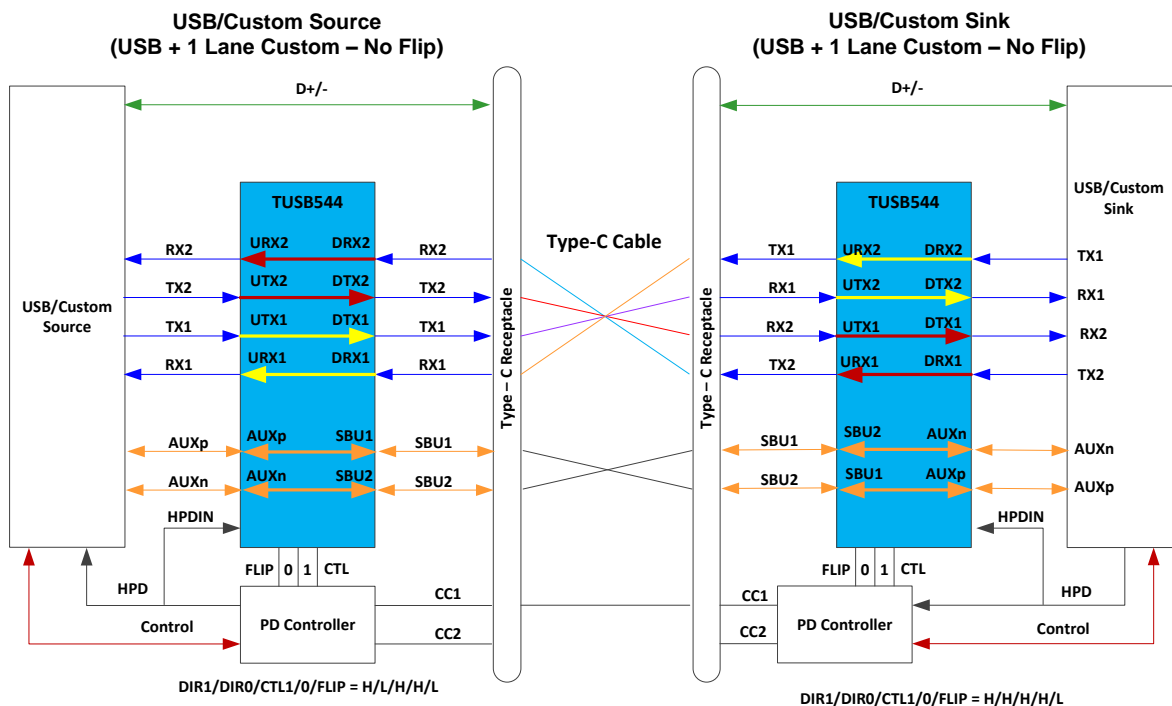 USB/Custom Source
(USB + 1 Lane Custom – No Flip)
USB/Custom Sink
(USB + 1 Lane Custom – No Flip)
D+/-
D+/-
TUSB544
TUSB544
USB/Custom
Source
USB/Custom
Sink
Type-C Cable
Type – C Receptacle
Type – C Receptacle
RX2
URX2
DRX2
RX2
TX1
URX2
DRX2
TX1
TX2
UTX2
DTX2
TX2
RX1
UTX2
DTX2
RX1
TX1
UTX1
DTX1
TX1
RX2
UTX1
DTX1
RX2
RX1
URX1
DRX1
RX1
TX2
URX1
DRX1
TX2
AUXp
AUXp
SBU1
SBU1
SBU1
SBU2
AUXn
AUXn
AUXn
AUXn
SBU2
SBU2
SBU2
SBU1
AUXp
AUXp
HPDIN
HPDIN
FLIP 0 1 CTL
FLIP 0 1 CTL
HPD
CC1
CC1
HPD
Control
PD Controller
CC2
CC2
PD Controller
Control
DIR1/DIR0/CTL1/0/FLIP = H/L/H/H/L
DIR1/DIR0/CTL1/0/FLIP = H/H/H/H/L